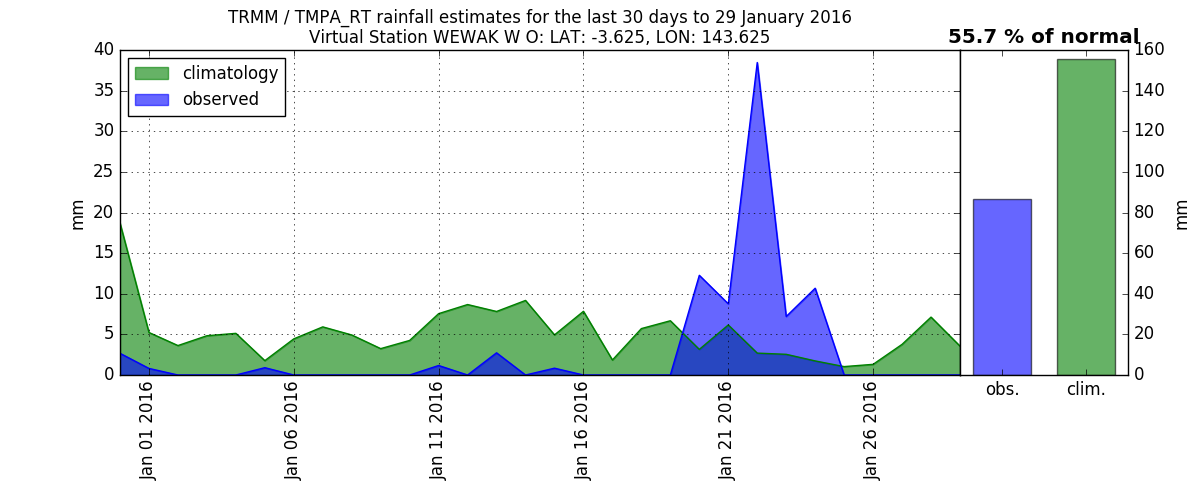 TRMM / TMPA_RT rainfall estimates for the last 30 days to 29 January 2016
Virtual Station WEWAK W O: LAT: -3.625, LON: 143.625
55.7 % of normal
climatology
observed
40
35
30
25
20
15
10
5
0
mm
Jan 01 2016
Jan 06 2016
Jan 11 2016
Jan 16 2016
Jan 21 2016
Jan 26 2016
160
140
120
100
80
60
40
20
0
mm
obs.
clim.